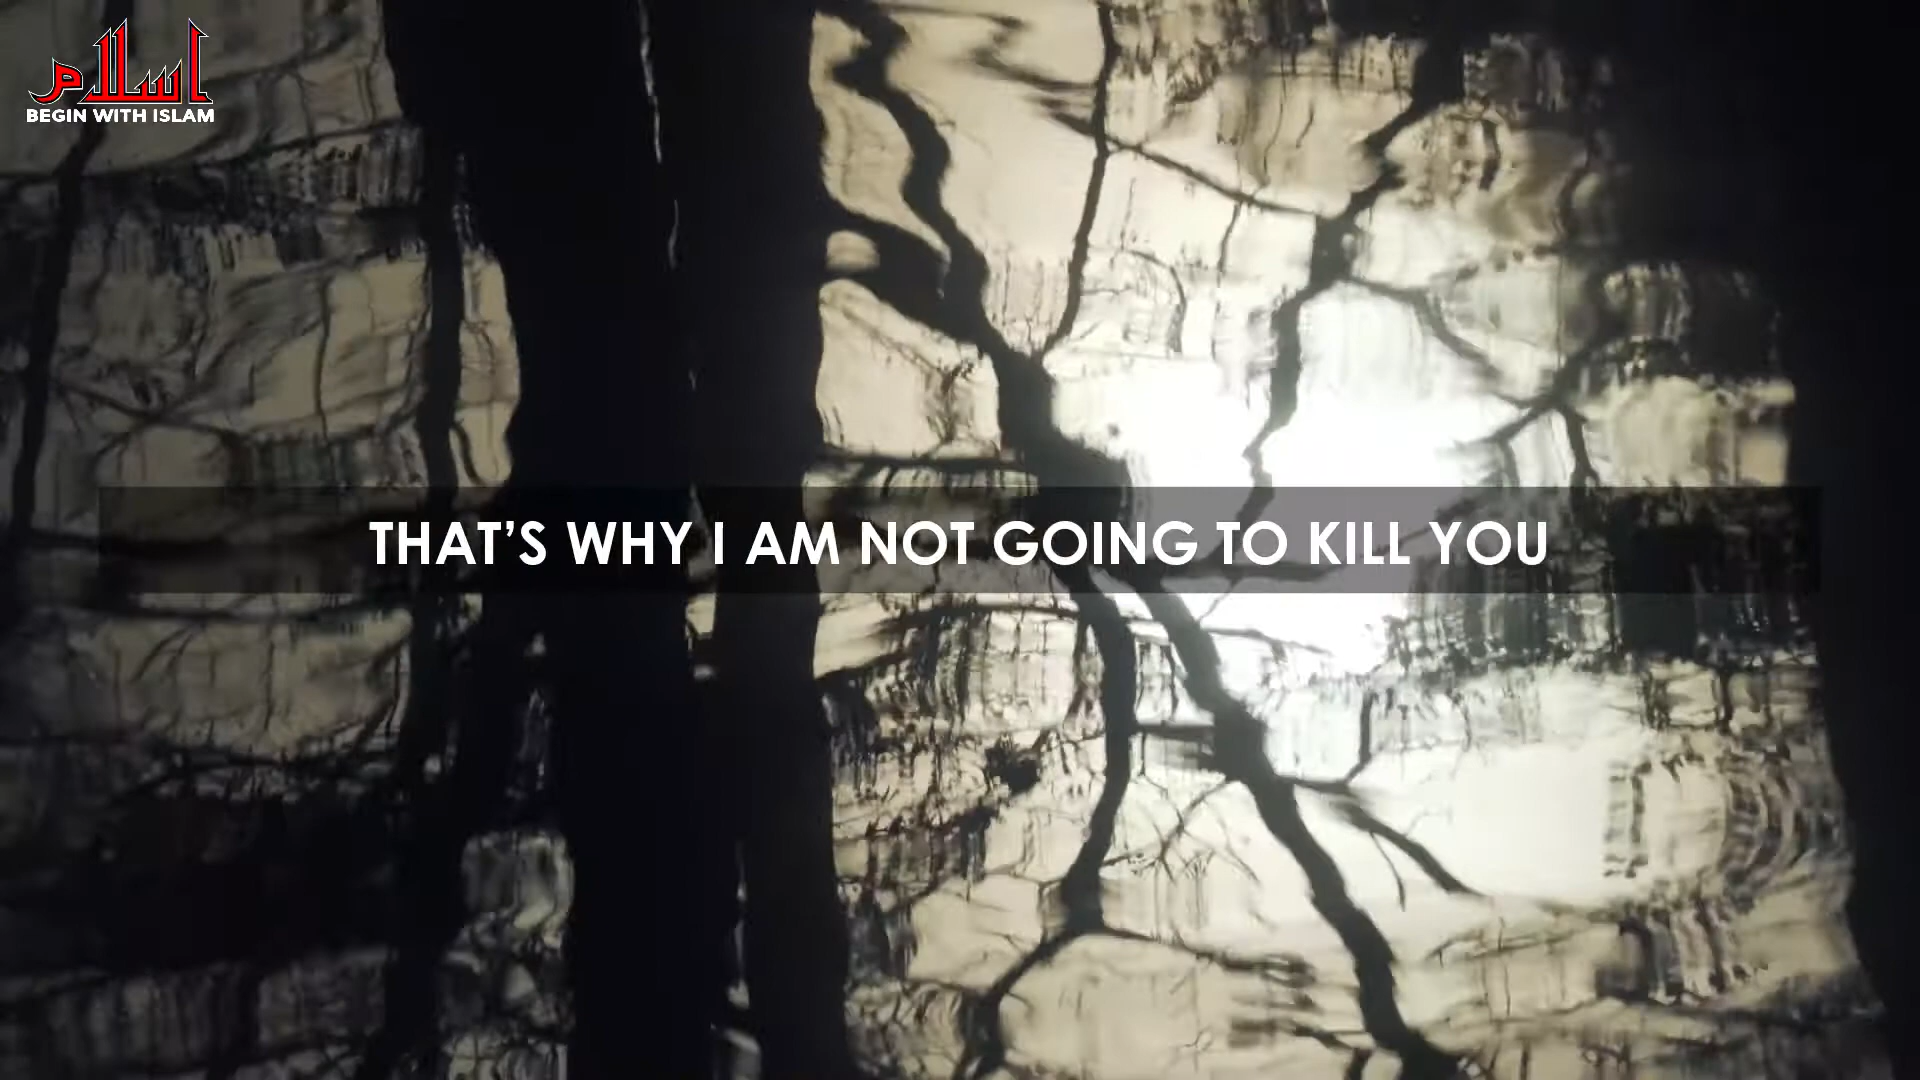 اسلام
BEGIN WITH ISLAM
THAT’S WHY I AM NOT GOING TO KILL YOU